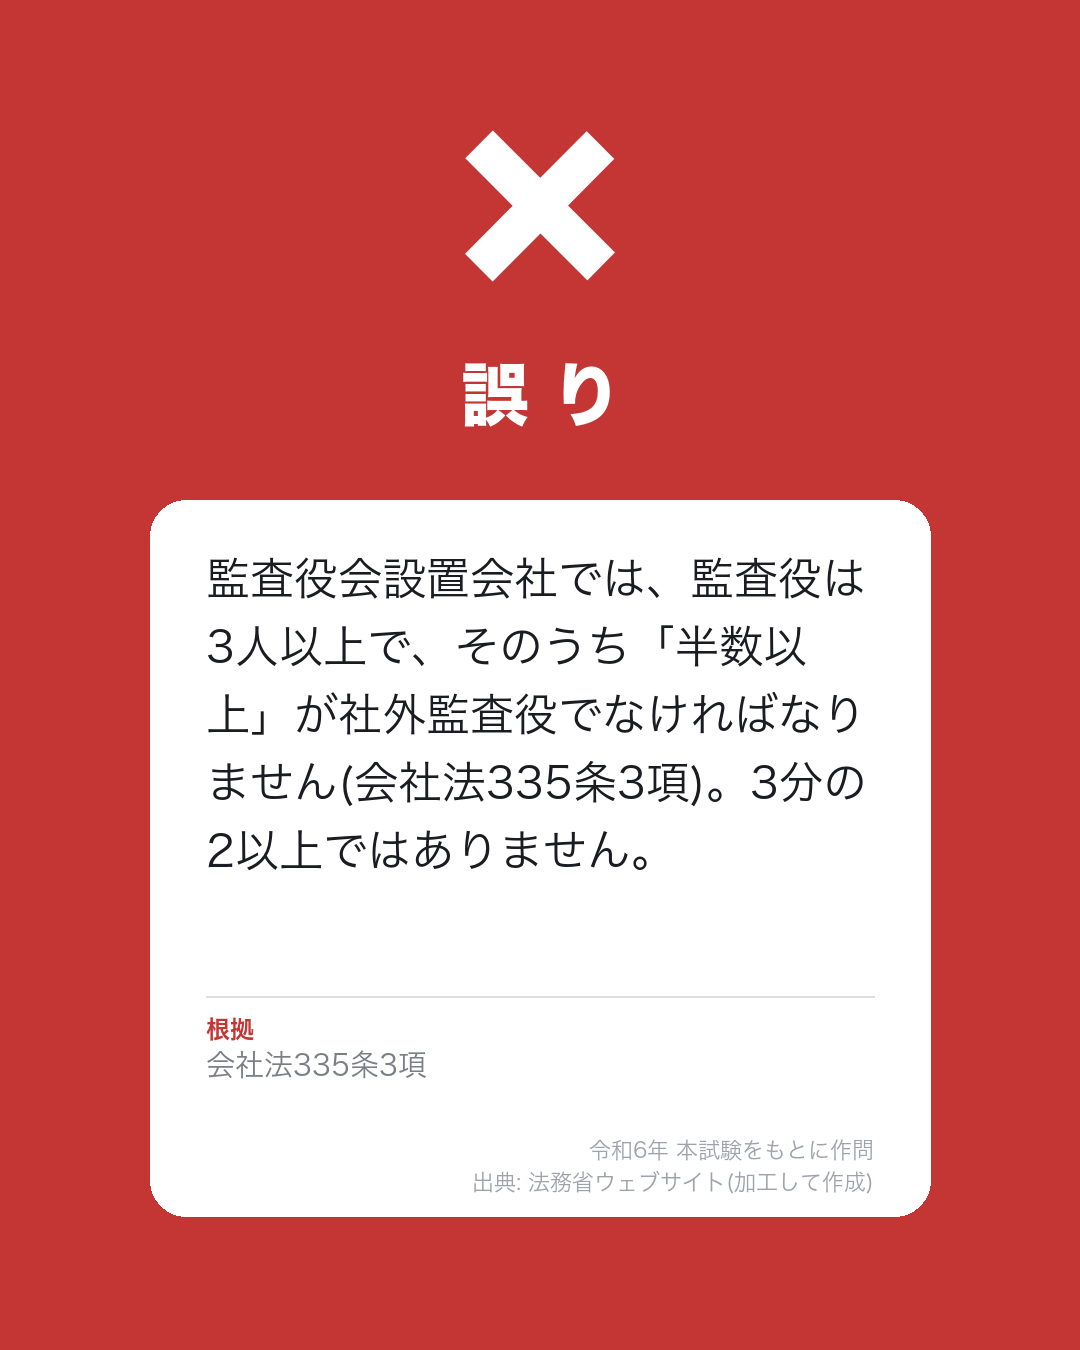 誤り
監査役会設置会社では、監査役は
3人以上で、そのうち「半数以
上」が社外監査役でなければなり
ません(会社法335条3項)。3分の
2以上ではありません。
根拠
会社法335条3項
令和6年 本試験をもとに作問
出典: 法務省ウェブサイト(加工して作成)